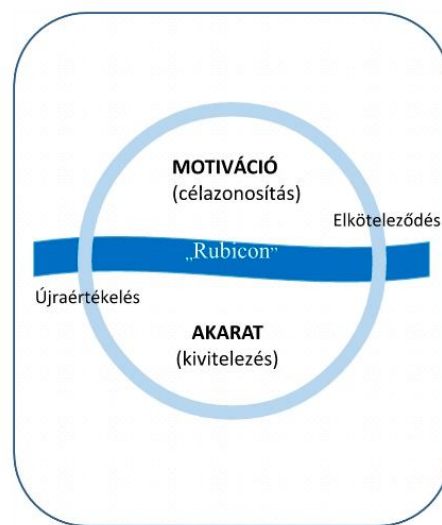 MOTIVÁCIÓ
(célazonosítás)
Elköteleződés
„Rubicon”
Újraértékelés
AKARAT
(kivitelezés)